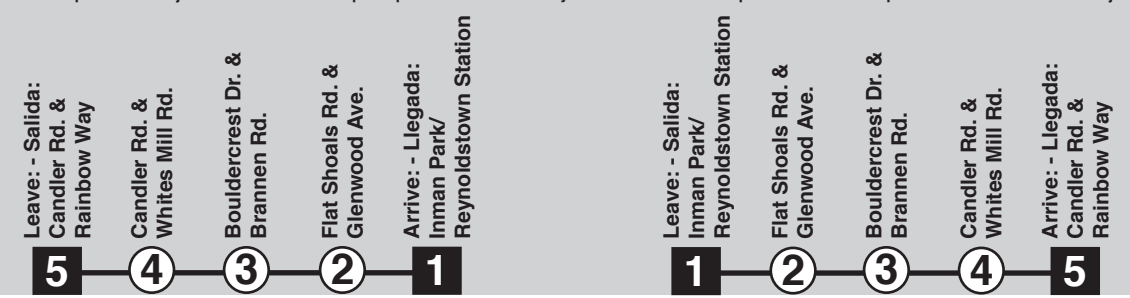 Leave: - Salida:
Candler Rd. &
Rainbow Way
Candler Rd. &
Whites Mill Rd.
Bouldercrest Dr. &
Brannen Rd.
Flat Shoals Rd. &
Glenwood Ave.
Arrive: - Llegada:
Inman Park/
Reynoldstown Station
5
4
3
2
1
Leave: - Salida:
Inman Park/
Reynoldstown Station
Flat Shoals Rd. &
Glenwood Ave.
Bouldercrest Dr. &
Brannen Rd.
Candler Rd. &
Whites Mill Rd.
Arrive: - Llegada:
Candler Rd. &
Rainbow Way
1
2
3
4
5